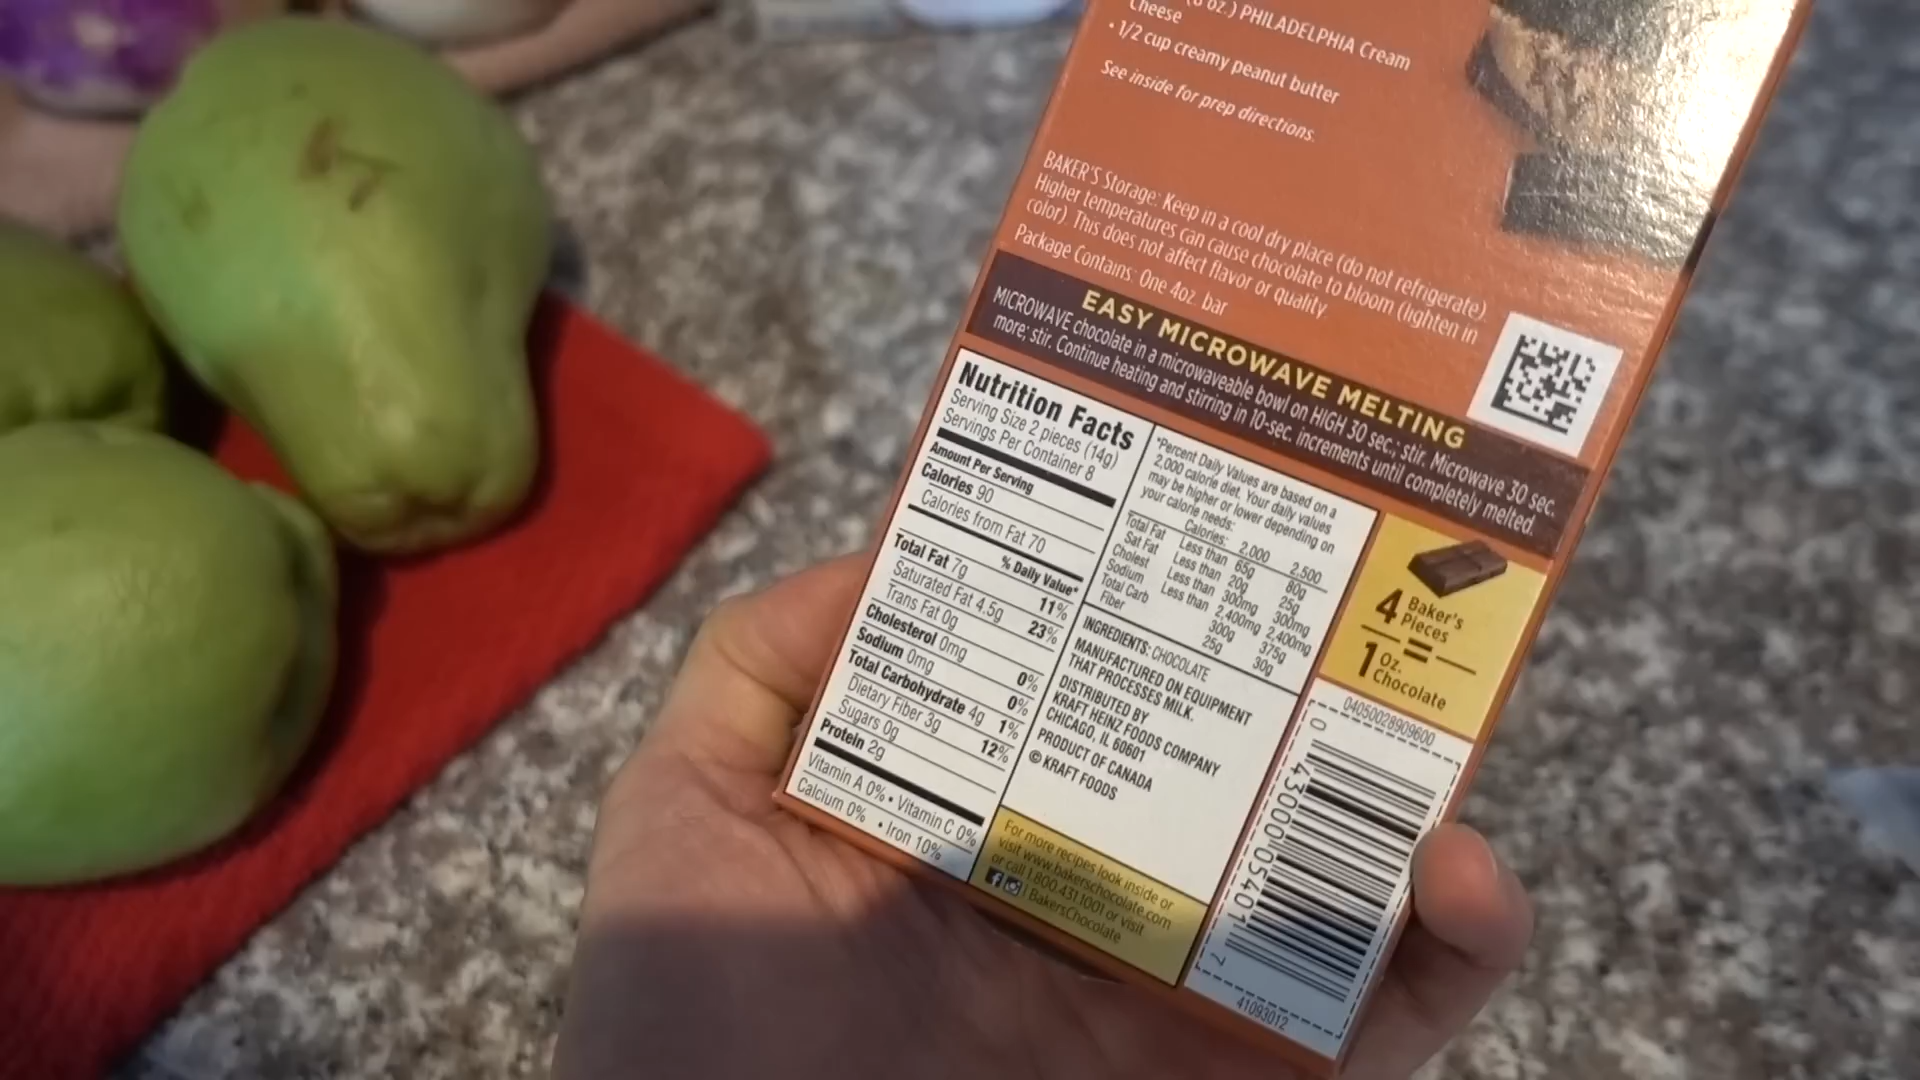 oz.) PHILADELPHIA Cream
Cheese
• 1/2 cup creamy peanut butter
See inside for prep directions.
BAKER'S Storage: Keep in a cool dry place (do not refrigerate).
Higher temperatures can cause chocolate to bloom (lighten in
color). This does not affect flavor or quality.
Package Contains: One 4oz. bar
EASY MICROWAVE MELTING
MICROWAVE chocolate in a microwaveable bowl on HIGH 30 sec.; stir. Microwave 30 sec.
more; stir. Continue heating and stirring in 10-sec. increments until completely melted.
Nutrition Facts
Serving Size 2 pieces (14g)
Servings Per Container 8
Amount Per Serving
Calories 90
Calories from Fat 70
% Daily Value*
Total Fat 7g 11%
Saturated Fat 4.5g 23%
Trans Fat 0g
Cholesterol 0mg 0%
Sodium 0mg 0%
Total Carbohydrate 4g 1%
Dietary Fiber 3g 12%
Sugars 0g
Protein 2g
Vitamin A 0% • Vitamin C 0%
Calcium 0% • Iron 10%
*Percent Daily Values are based on a
2,000 calorie diet. Your daily values
may be higher or lower depending on
your calorie needs:
Calories: 2,000 2,500
Total Fat Less than 65g 80g
Sat Fat Less than 20g 25g
Cholest Less than 300mg 300mg
Sodium Less than 2,400mg 2,400mg
Total Carb 300g 375g
Fiber 25g 30g
INGREDIENTS: CHOCOLATE
MANUFACTURED ON EQUIPMENT
THAT PROCESSES MILK.
DISTRIBUTED BY
KRAFT HEINZ FOODS COMPANY
CHICAGO, IL 60601
PRODUCT OF CANADA
© KRAFT FOODS
For more recipes look inside or
visit www.bakerschocolate.com
or call 1.800.431.1001 or visit
| BakersChocolate
4 Baker's
Pieces
=
1 Oz.
Chocolate
04050028909600
0 43000 05401 7
41093012